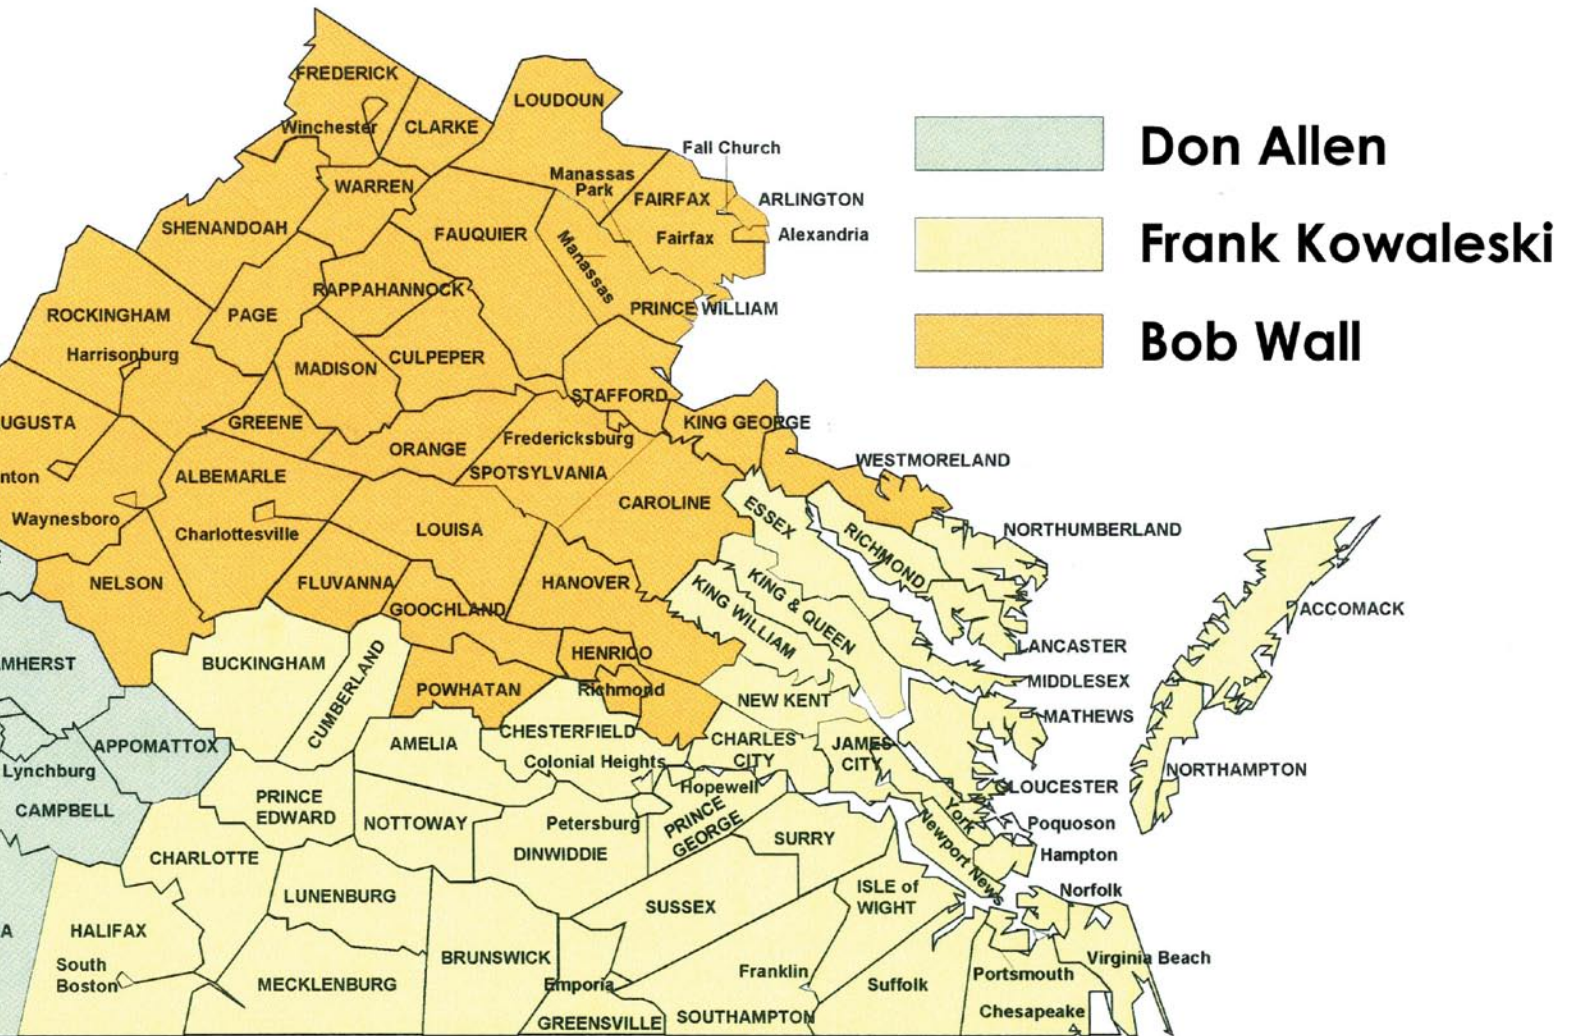 FREDERICK
LOUDOUN
Winchester
CLARKE
Fall Church
Don Allen
Manassas
Park
WARREN
FAIRFAX
ARLINGTON
SHENANDOAH
FAUQUIER
Fairfax
Alexandria
Frank Kowaleski
Manassas
RAPPAHANNOCK
ROCKINGHAM
PAGE
PRINCE WILLIAM
Harrisonburg
CULPEPER
MADISON
Bob Wall
STAFFORD
UGUSTA
GREENE
KING GEORGE
ORANGE
Fredericksburg
WESTMORELAND
nton
ALBEMARLE
SPOTSYLVANIA
CAROLINE
ESSEX
Waynesboro
Charlottesville
LOUISA
RICHMOND
NORTHUMBERLAND
NELSON
FLUVANNA
HANOVER
GOOCHLAND
KING & QUEEN
KING WILLIAM
ACCOMACK
MHERST
BUCKINGHAM
CUMBERLAND
HENRICO
LANCASTER
POWHATAN
Richmond
NEW KENT
MIDDLESEX
MATHEWS
APPOMATTOX
AMELIA
CHESTERFIELD
CHARLES
CITY
JAMES
CITY
Lynchburg
Colonial Heights
NORTHAMPTON
CAMPBELL
PRINCE
EDWARD
Hopewell
GLOUCESTER
NOTTOWAY
Petersburg
PRINCE
GEORGE
York
Poquoson
CHARLOTTE
DINWIDDIE
SURRY
Newport News
Hampton
LUNENBURG
ISLE of
WIGHT
Norfolk
A
HALIFAX
SUSSEX
South
Boston
BRUNSWICK
Virginia Beach
MECKLENBURG
Emporia
Franklin
Suffolk
Portsmouth
GREENSVILLE
SOUTHAMPTON
Chesapeake